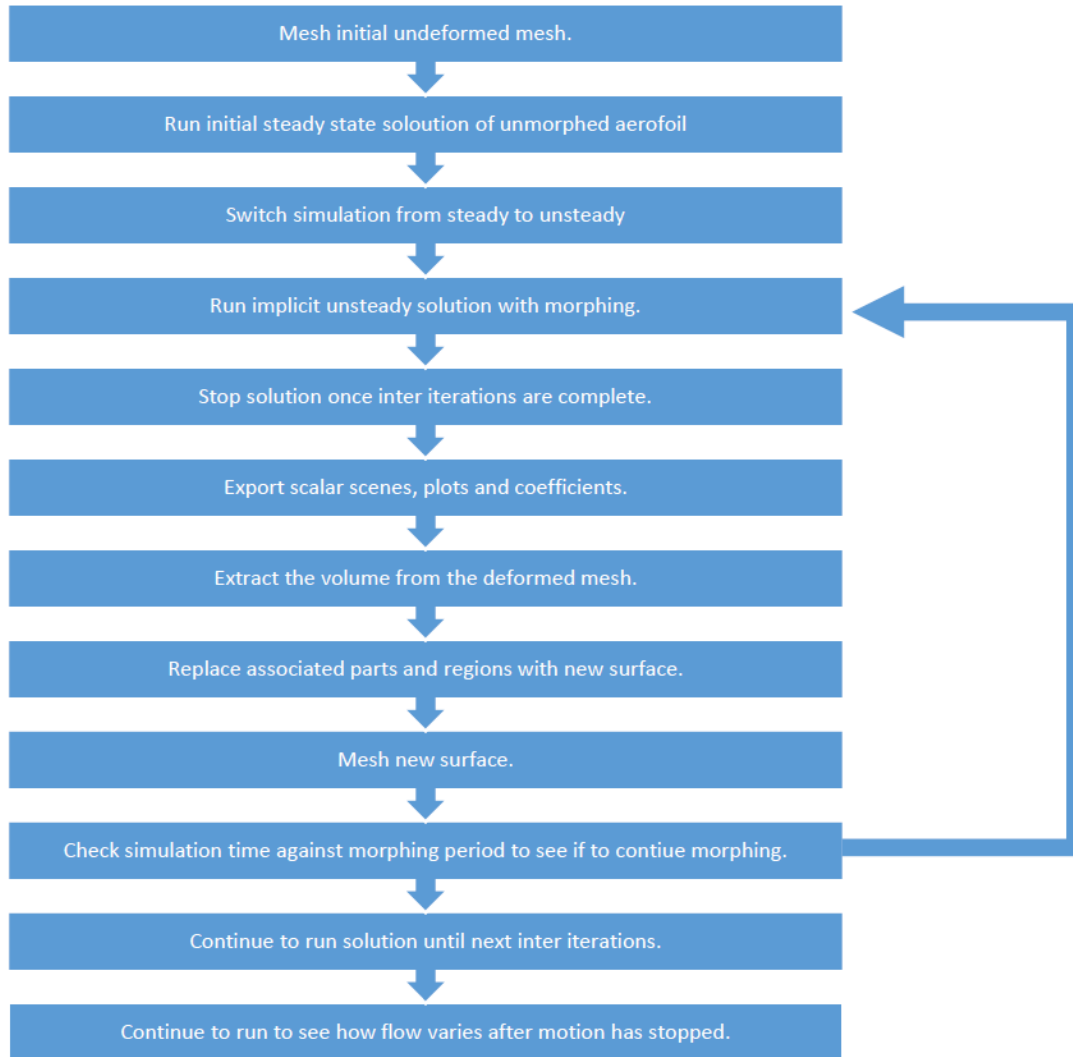 Mesh initial undeformed mesh.
Run initial steady state soloution of unmorphed aerofoil
Switch simulation from steady to unsteady
Run implicit unsteady solution with morphing.
Stop solution once inter iterations are complete.
Export scalar scenes, plots and coefficients.
Extract the volume from the deformed mesh.
Replace associated parts and regions with new surface.
Mesh new surface.
Check simulation time against morphing period to see if to contiue morphing.
Continue to run solution until next inter iterations.
Continue to run to see how flow varies after motion has stopped.